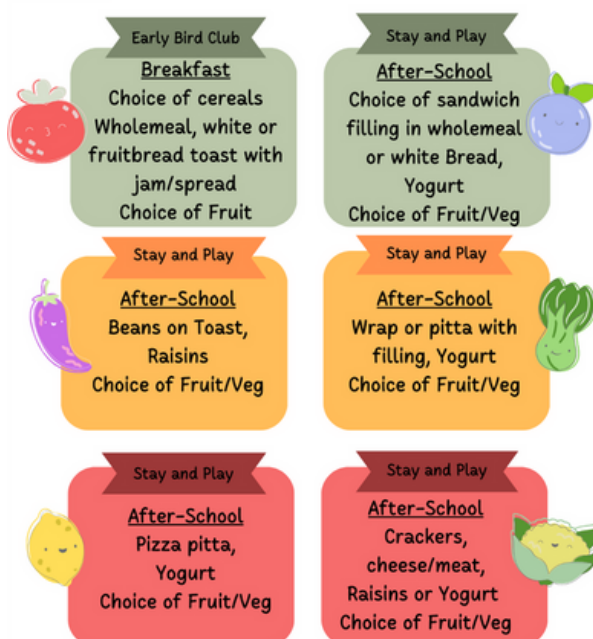 Early Bird Club
Breakfast
Choice of cereals
Wholemeal, white or
fruitbread toast with
jam/spread
Choice of Fruit
Stay and Play
After-School
Choice of sandwich
filling in wholemeal
or white Bread,
Yogurt
Choice of Fruit/Veg
Stay and Play
After-School
Beans on Toast,
Raisins
Choice of Fruit/Veg
Stay and Play
After-School
Wrap or pitta with
filling, Yogurt
Choice of Fruit/Veg
Stay and Play
After-School
Pizza pitta,
Yogurt
Choice of Fruit/Veg
Stay and Play
After-School
Crackers,
cheese/meat,
Raisins or Yogurt
Choice of Fruit/Veg